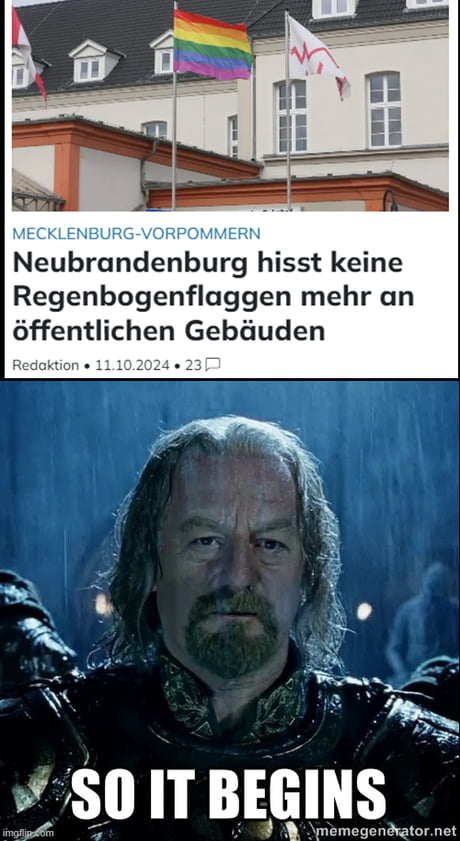 MECKLENBURG-VORPOMMERN
Neubrandenburg hisst keine
Regenbogenflaggen mehr an
öffentlichen Gebäuden
Redaktion • 11.10.2024 • 23
SO IT BEGINS
imgflip.com
memegenerator.net